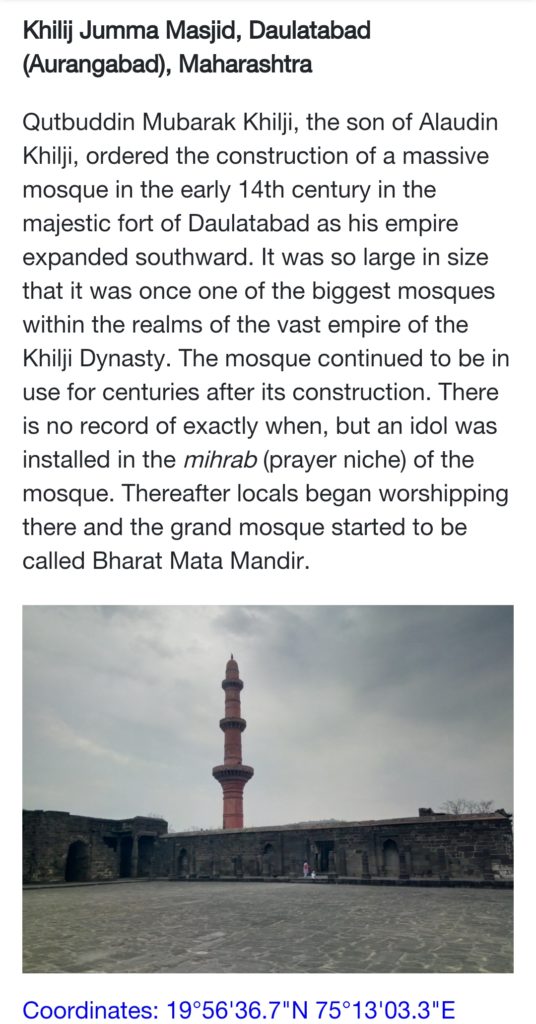 Khilij Jumma Masjid, Daulatabad
(Aurangabad), Maharashtra
Qutbuddin Mubarak Khilji, the son of Alaudin
Khilji, ordered the construction of a massive
mosque in the early 14th century in the
majestic fort of Daulatabad as his empire
expanded southward. It was so large in size
that it was once one of the biggest mosques
within the realms of the vast empire of the
Khilji Dynasty. The mosque continued to be in
use for centuries after its construction. There
is no record of exactly when, but an idol was
installed in the mihrab (prayer niche) of the
mosque. Thereafter locals began worshipping
there and the grand mosque started to be
called Bharat Mata Mandir.
Coordinates: 19°56'36.7"N 75°13'03.3"E